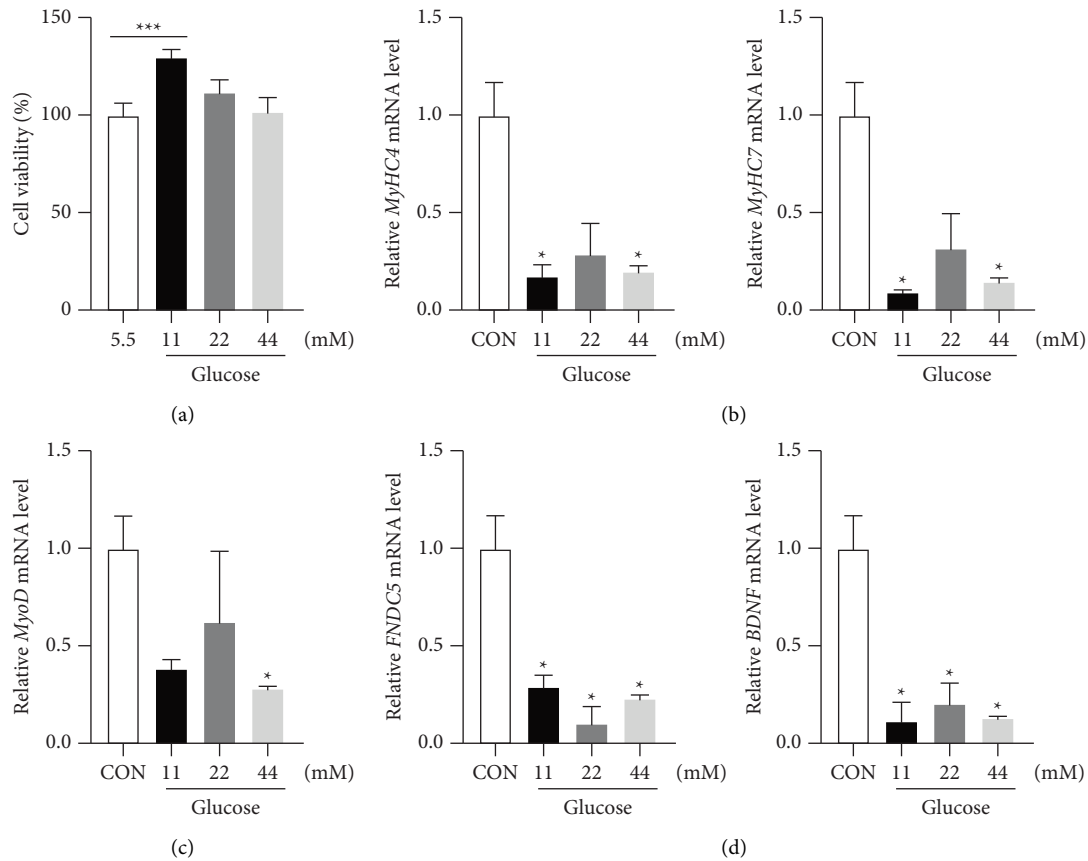 Cell viability (%)
150
100
50
0
***
5.5 11 22 44 (mM)
Glucose
(a)
Relative MyHC4 mRNA level
1.5
1.0
0.5
0.0
* *
CON 11 22 44 (mM)
Glucose
Relative MyHC7 mRNA level
1.5
1.0
0.5
0.0
* *
CON 11 22 44 (mM)
Glucose
(b)
Relative MyoD mRNA level
1.5
1.0
0.5
0.0
*
CON 11 22 44 (mM)
Glucose
(c)
Relative FNDC5 mRNA level
1.5
1.0
0.5
0.0
* * *
CON 11 22 44 (mM)
Glucose
Relative BDNF mRNA level
1.5
1.0
0.5
0.0
* * *
CON 11 22 44 (mM)
Glucose
(d)